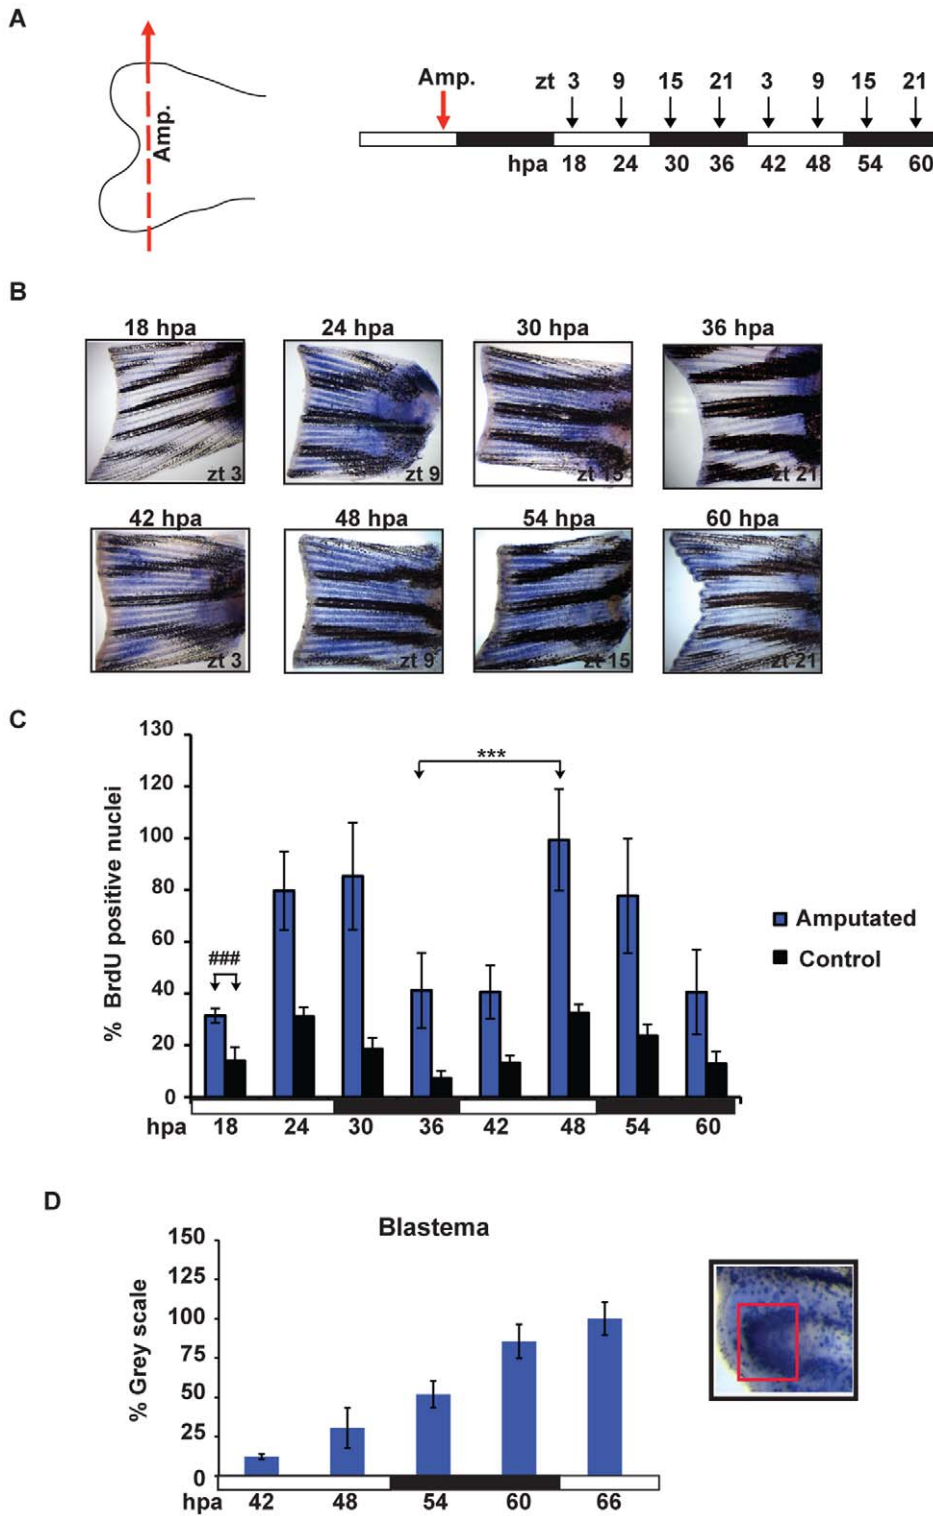 A
Amp.
Amp.
zt 3 9 15 21 3 9 15 21
hpa 18 24 30 36 42 48 54 60
B
18 hpa 24 hpa 30 hpa 36 hpa
zt 3 zt 9 zt 15 zt 21
42 hpa 48 hpa 54 hpa 60 hpa
zt 3 zt 9 zt 15 zt 21
C
% BrdU positive nuclei
130
120
100
80
60
40
20
0
***
###
Amputated
Control
hpa 18 24 30 36 42 48 54 60
D
Blastema
% Grey scale
150
125
100
75
50
25
0
hpa 42 48 54 60 66